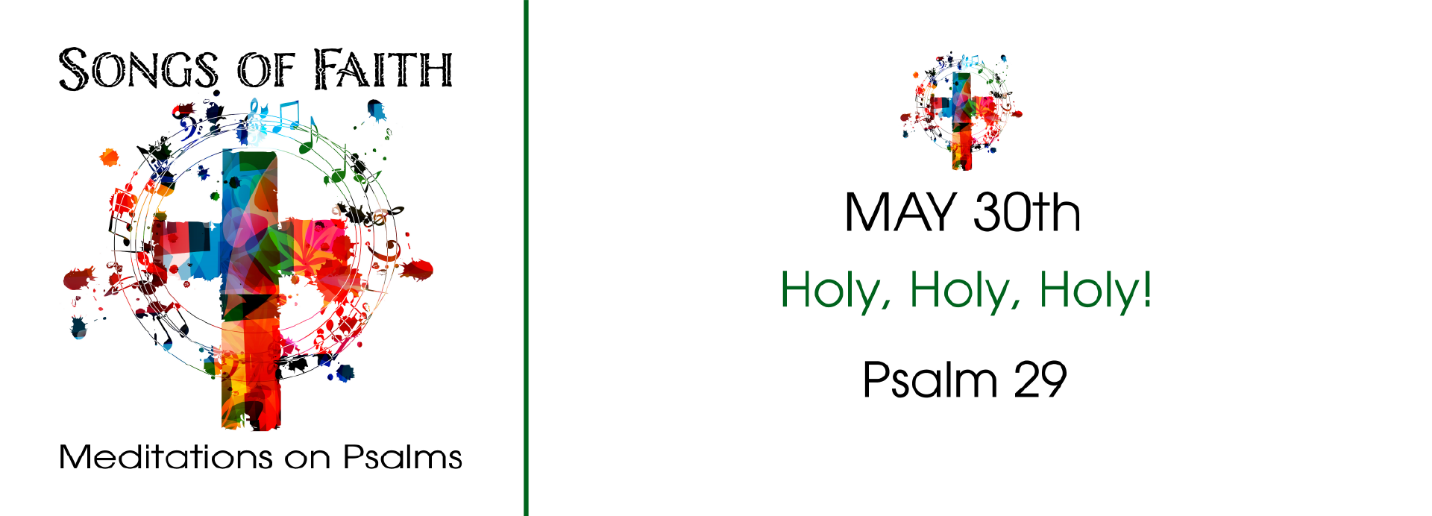 Songs of Faith
Meditations on Psalms
MAY 30th
Holy, Holy, Holy!
Psalm 29